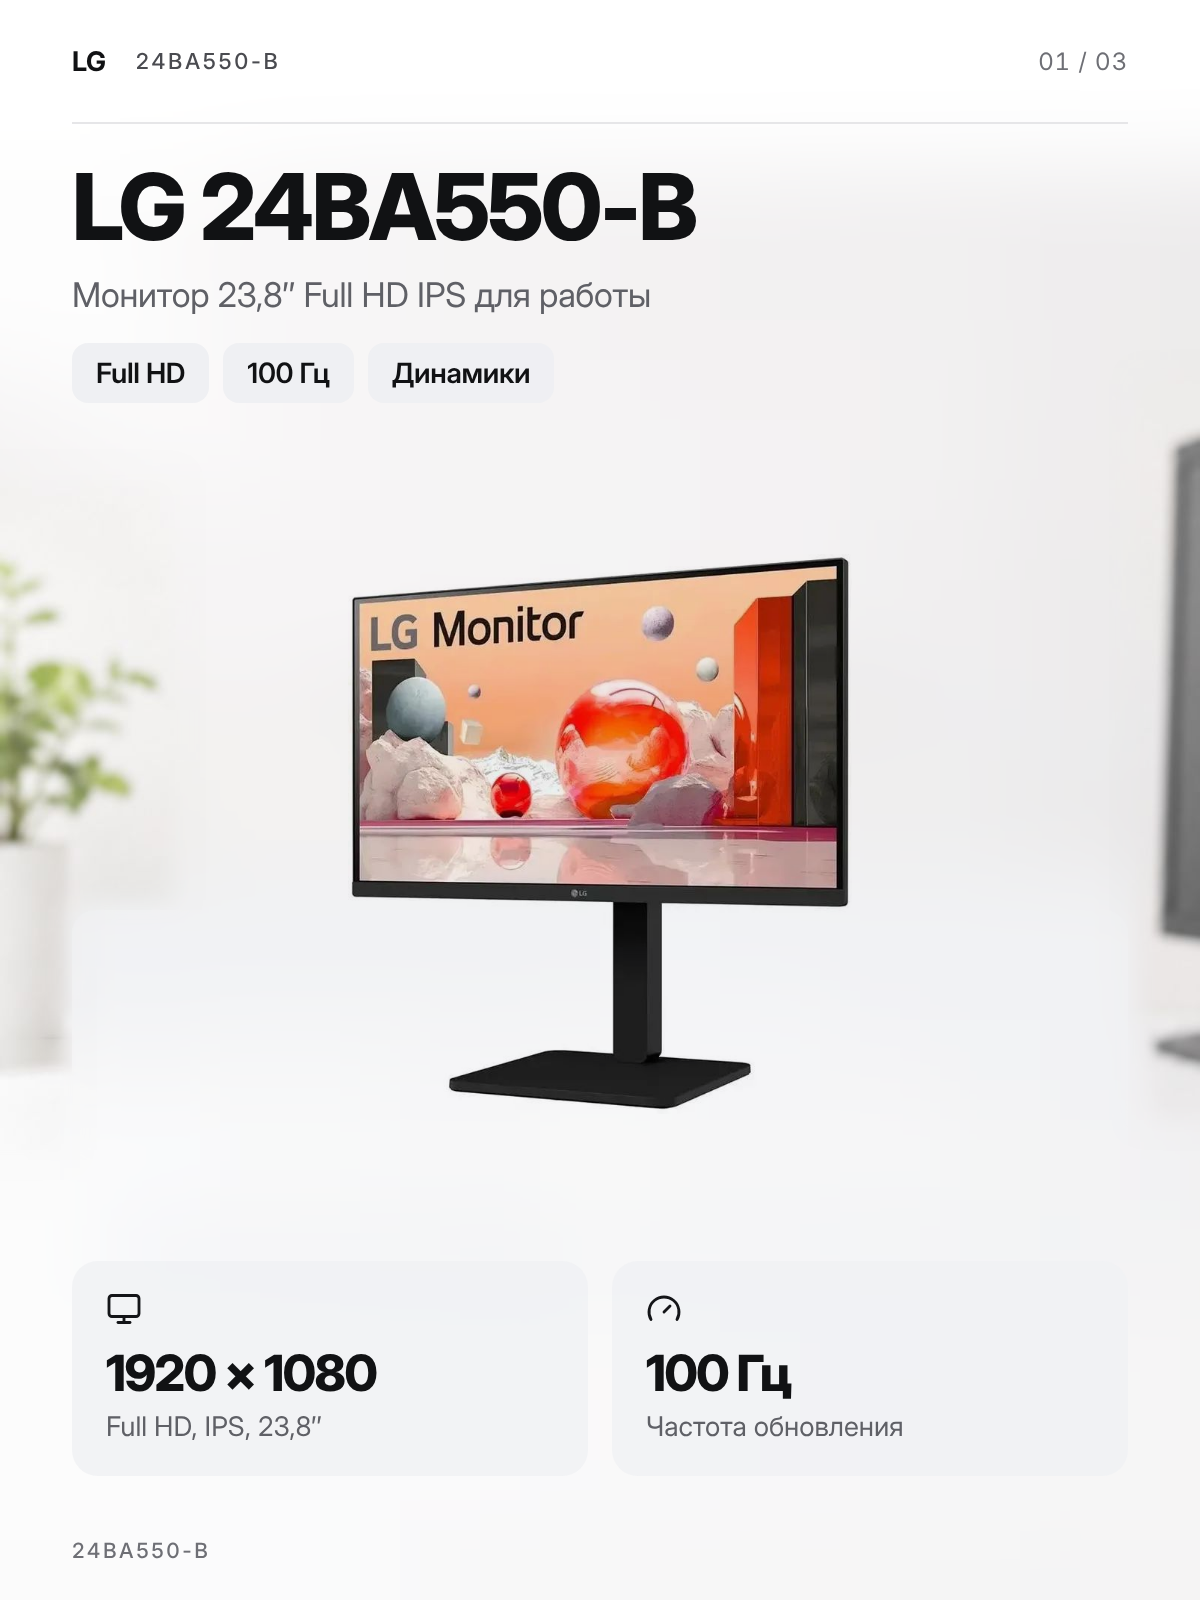 LG 24BA550-B 01 / 03
LG 24BA550-B
Монитор 23,8″ Full HD IPS для работы
Full HD 100 Гц Динамики
LG Monitor
LG
1920 × 1080 100 Гц
Full HD, IPS, 23,8″ Частота обновления
24BA550-B